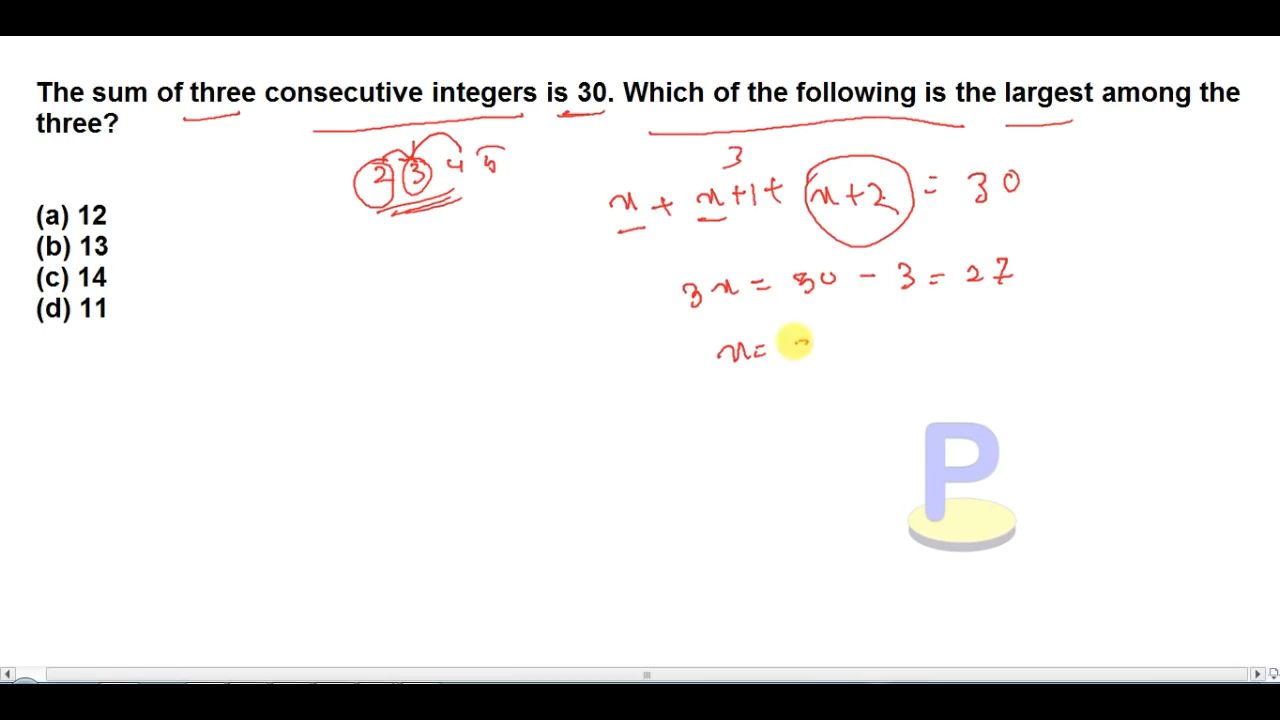 The sum of three consecutive integers is 30. Which of the following is the largest among the
three?
2 3 4 5
3
x + x+1 + x+2 = 30
(a) 12
(b) 13
(c) 14
(d) 11
3x = 30 - 3 = 27
x =
P